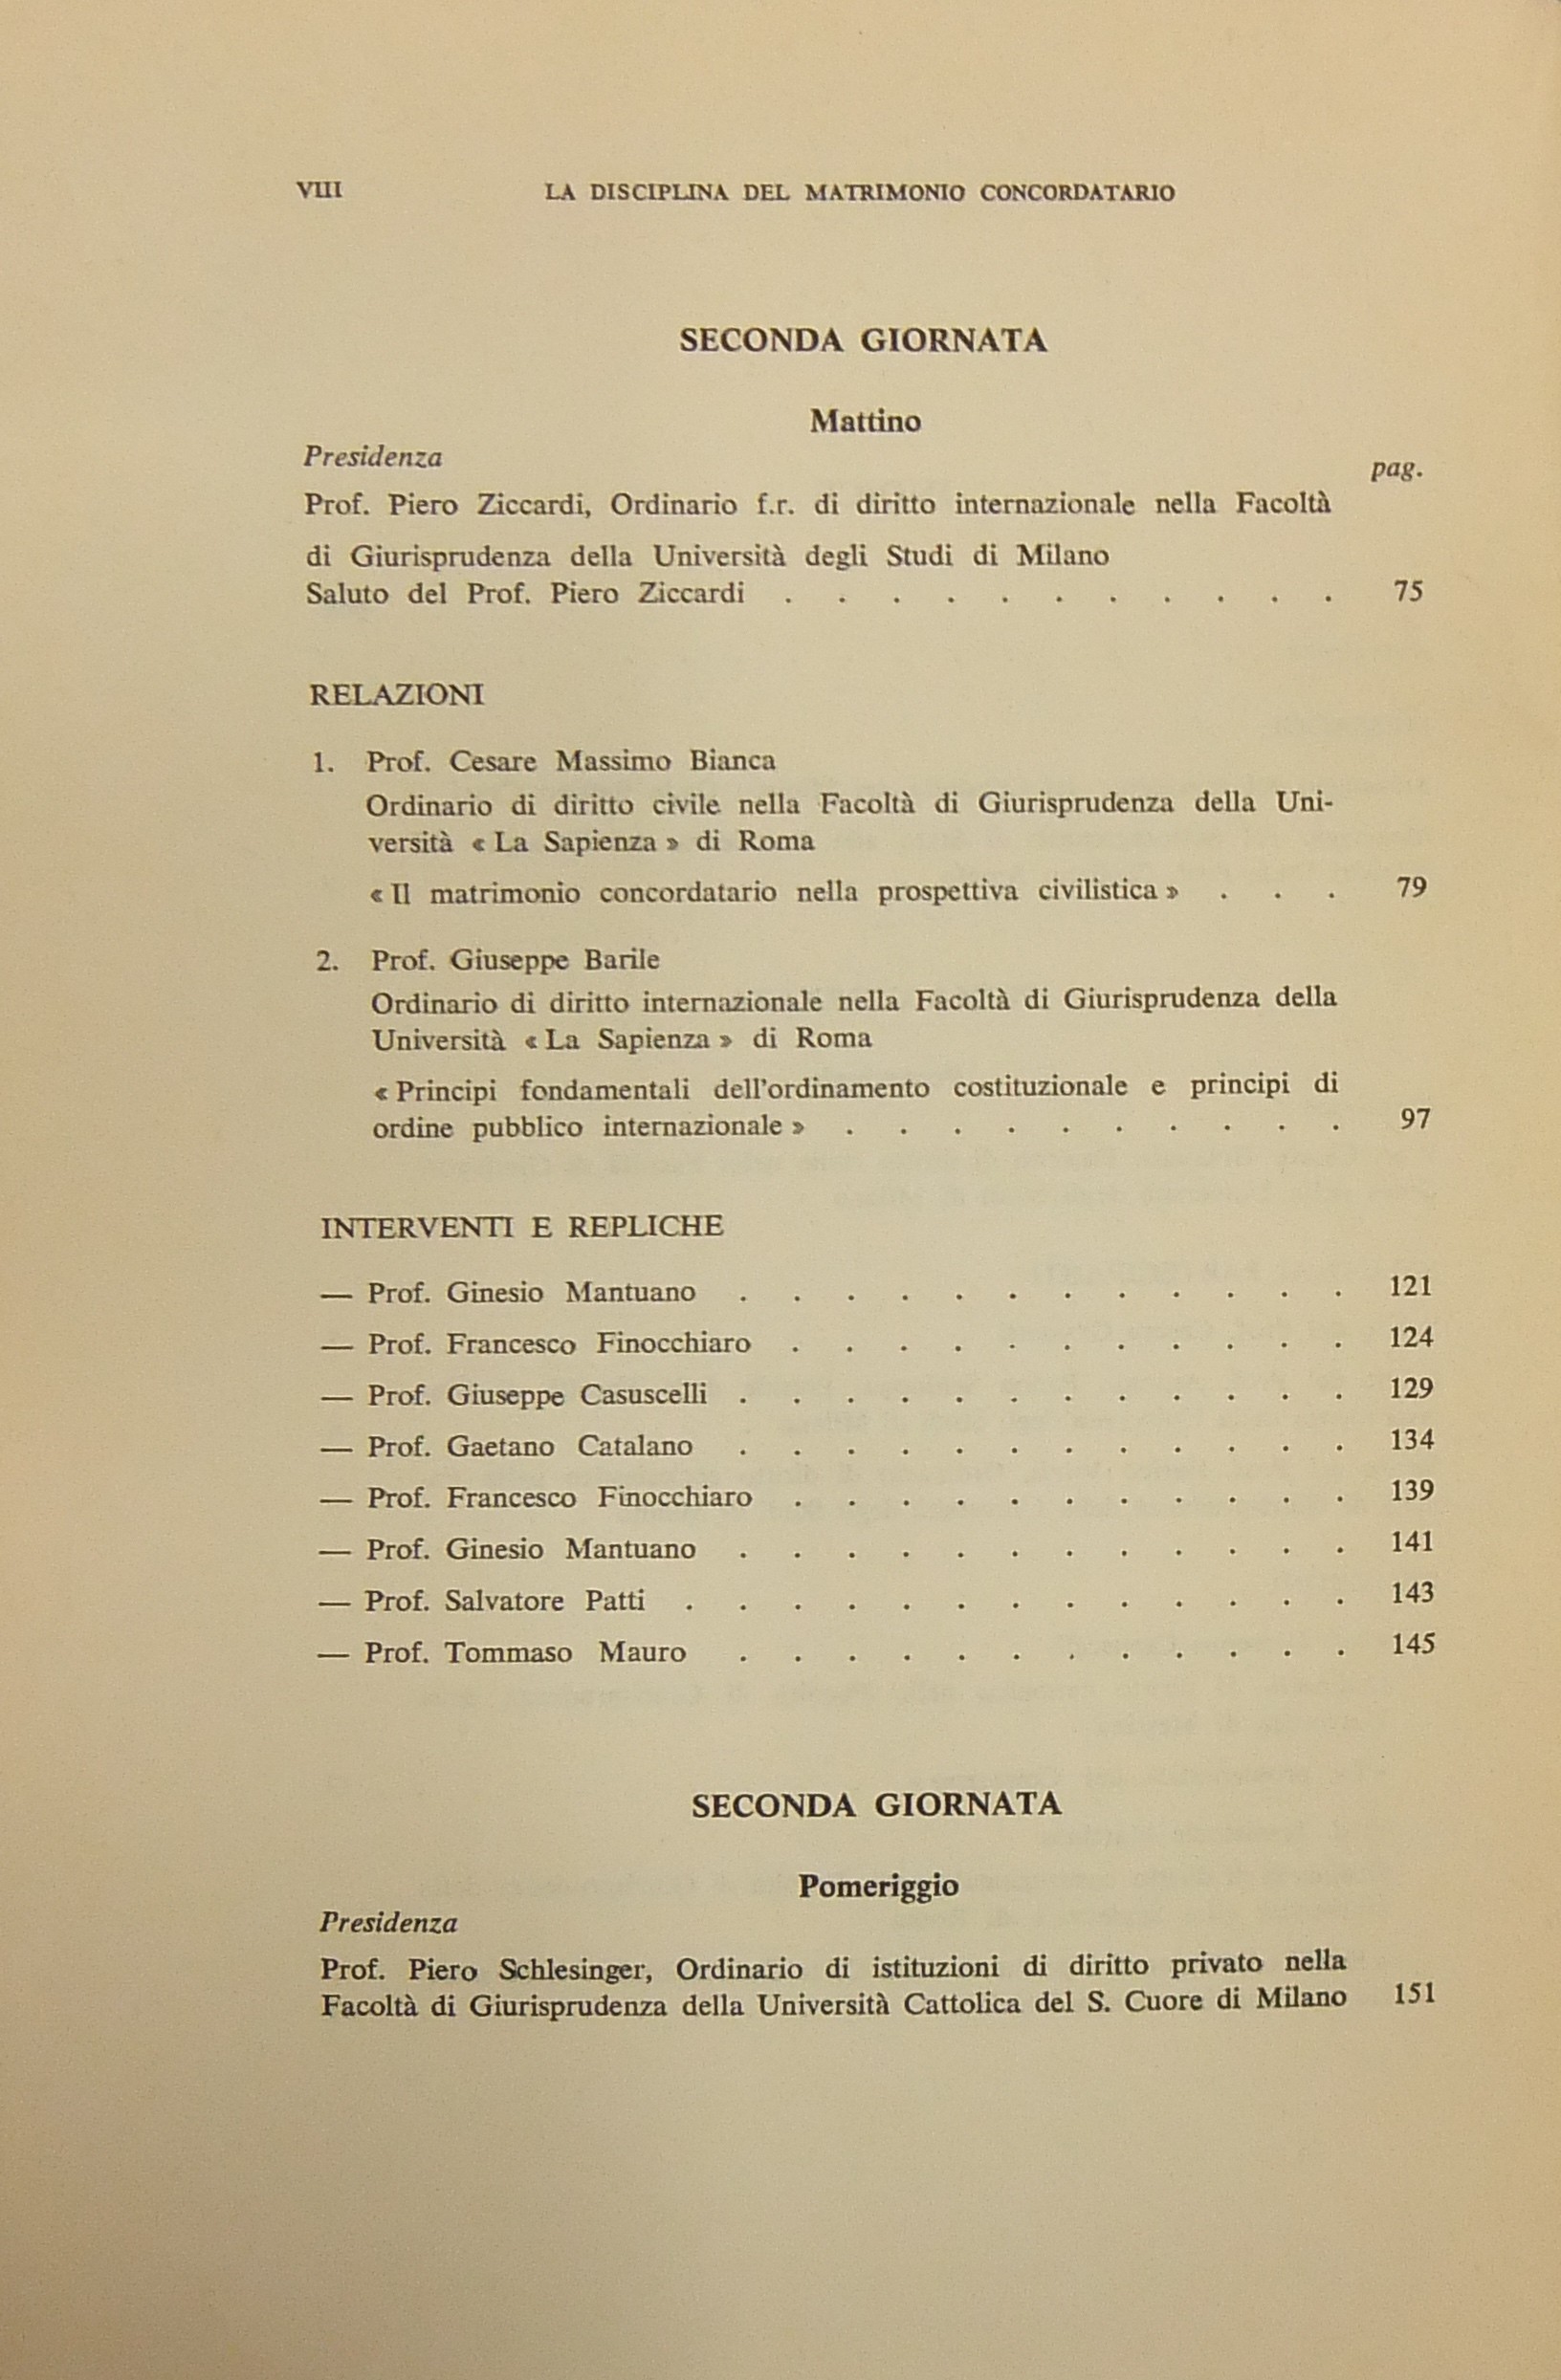 VIII LA DISCIPLINA DEL MATRIMONIO CONCORDATARIO
SECONDA GIORNATA
Mattino
Presidenza
pag.
Prof. Piero Ziccardi, Ordinario f.r. di diritto internazionale nella Facoltà
di Giurisprudenza della Università degli Studi di Milano
Saluto del Prof. Piero Ziccardi . . . . . . . . . . . 75
RELAZIONI
1. Prof. Cesare Massimo Bianca
Ordinario di diritto civile nella Facoltà di Giurisprudenza della Uni-
versità « La Sapienza » di Roma
« Il matrimonio concordatario nella prospettiva civilistica » . . . 79
2. Prof. Giuseppe Barile
Ordinario di diritto internazionale nella Facoltà di Giurisprudenza della
Università « La Sapienza » di Roma
« Principi fondamentali dell'ordinamento costituzionale e principi di
ordine pubblico internazionale » . . . . . . . . . . 97
INTERVENTI E REPLICHE
— Prof. Ginesio Mantuano . . . . . . . . . . . . 121
— Prof. Francesco Finocchiaro . . . . . . . . . . . 124
— Prof. Giuseppe Casuscelli . . . . . . . . . . . . 129
— Prof. Gaetano Catalano . . . . . . . . . . . . 134
— Prof. Francesco Finocchiaro . . . . . . . . . . . 139
— Prof. Ginesio Mantuano . . . . . . . . . . . . 141
— Prof. Salvatore Patti . . . . . . . . . . . . . 143
— Prof. Tommaso Mauro . . . . . . . . . . . . 145
SECONDA GIORNATA
Pomeriggio
Presidenza
Prof. Piero Schlesinger, Ordinario di istituzioni di diritto privato nella
Facoltà di Giurisprudenza della Università Cattolica del S. Cuore di Milano 151